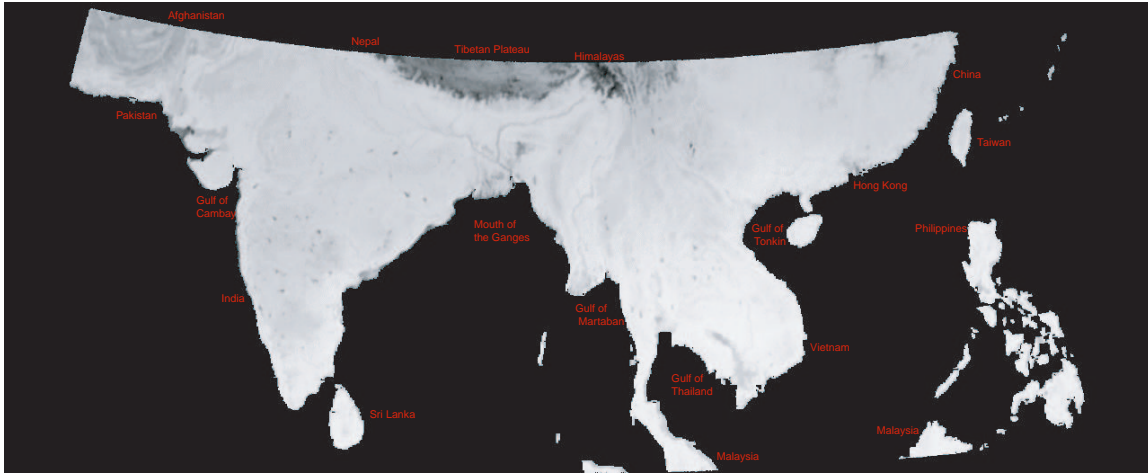 Afghanistan
Nepal
Tibetan Plateau
Himalayas
China
Pakistan
Taiwan
Hong Kong
Gulf of
Cambay
Mouth of
the Ganges
Gulf of
Tonkin
Philippines
India
Gulf of
Martaban
Vietnam
Gulf of
Thailand
Sri Lanka
Malaysia
Malaysia